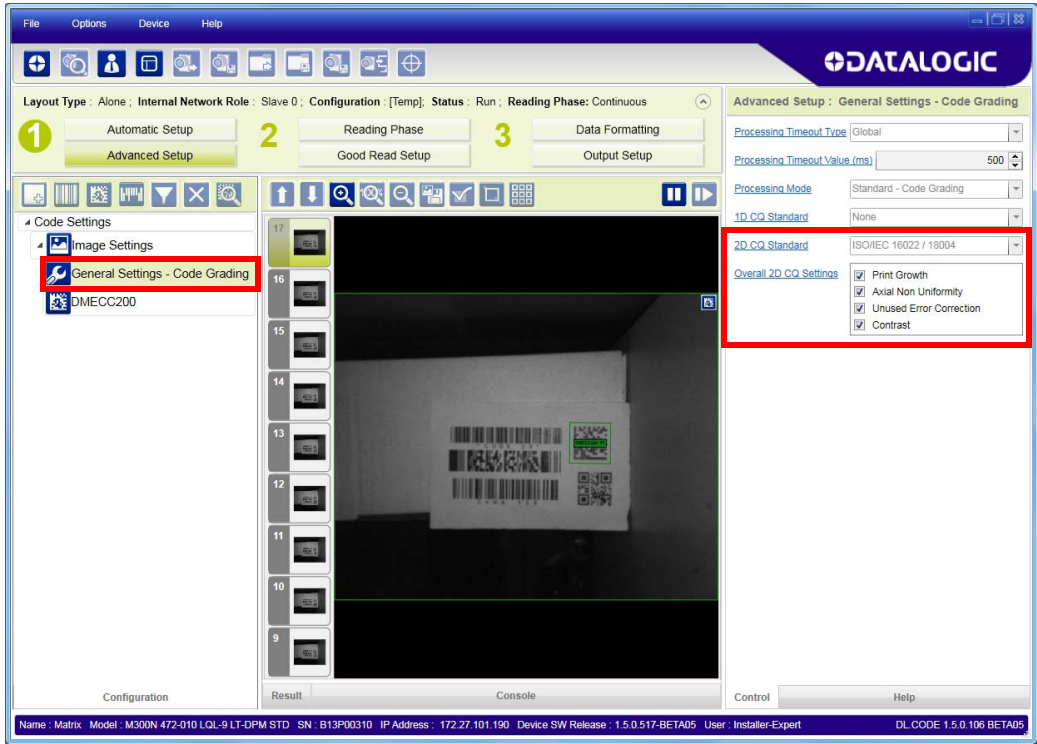 File Options Device Help
DATALOGIC
Layout Type : Alone ; Internal Network Role : Slave 0 ; Configuration : [Temp]; Status : Run ; Reading Phase: Continuous
1 Automatic Setup 2 Reading Phase 3 Data Formatting
Advanced Setup Good Read Setup Output Setup
Code Settings
Image Settings
General Settings - Code Grading
DMECC200
Configuration
17
16
15
14
13
12
11
10
9
Result Console
Advanced Setup : General Settings - Code Grading
Processing Timeout Type Global
Processing Timeout Value (ms) 500
Processing Mode Standard - Code Grading
1D CQ Standard None
2D CQ Standard ISO/IEC 16022 / 18004
Overall 2D CQ Settings Print Growth
Axial Non Uniformity
Unused Error Correction
Contrast
Control Help
Name : Matrix Model : M300N 472-010 LQL-9 LT-DPM STD SN : B13P00310 IP Address : 172.27.101.190 Device SW Release : 1.5.0.517-BETA05 User : Installer-Expert DL.CODE 1.5.0.106 BETA05